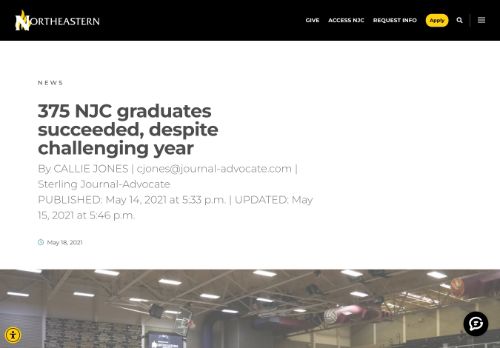 NORTHEASTERN
GIVE ACCESS NJC REQUEST INFO Apply
NEWS
375 NJC graduates
succeeded, despite
challenging year
By CALLIE JONES | cjones@journal-advocate.com |
Sterling Journal-Advocate
PUBLISHED: May 14, 2021 at 5:33 p.m. | UPDATED: May
15, 2021 at 5:46 p.m.
May 18, 2021